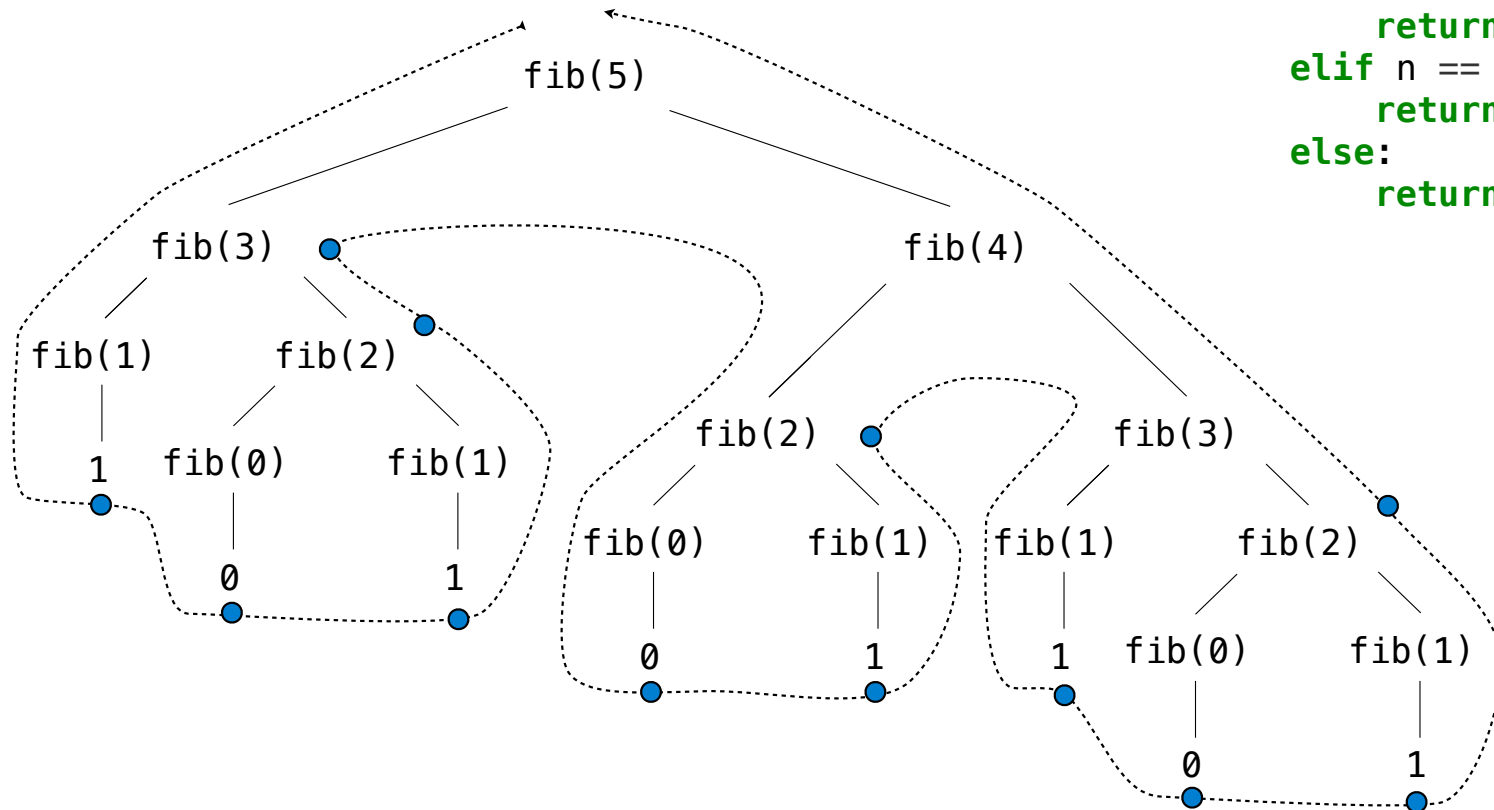 return
elif n ==
return
else:
return
fib(5)
fib(3) fib(4)
fib(1) fib(2)
fib(2) fib(3)
1 fib(0) fib(1)
fib(0) fib(1) fib(1) fib(2)
0 1
0 1 1 fib(0) fib(1)
0 1